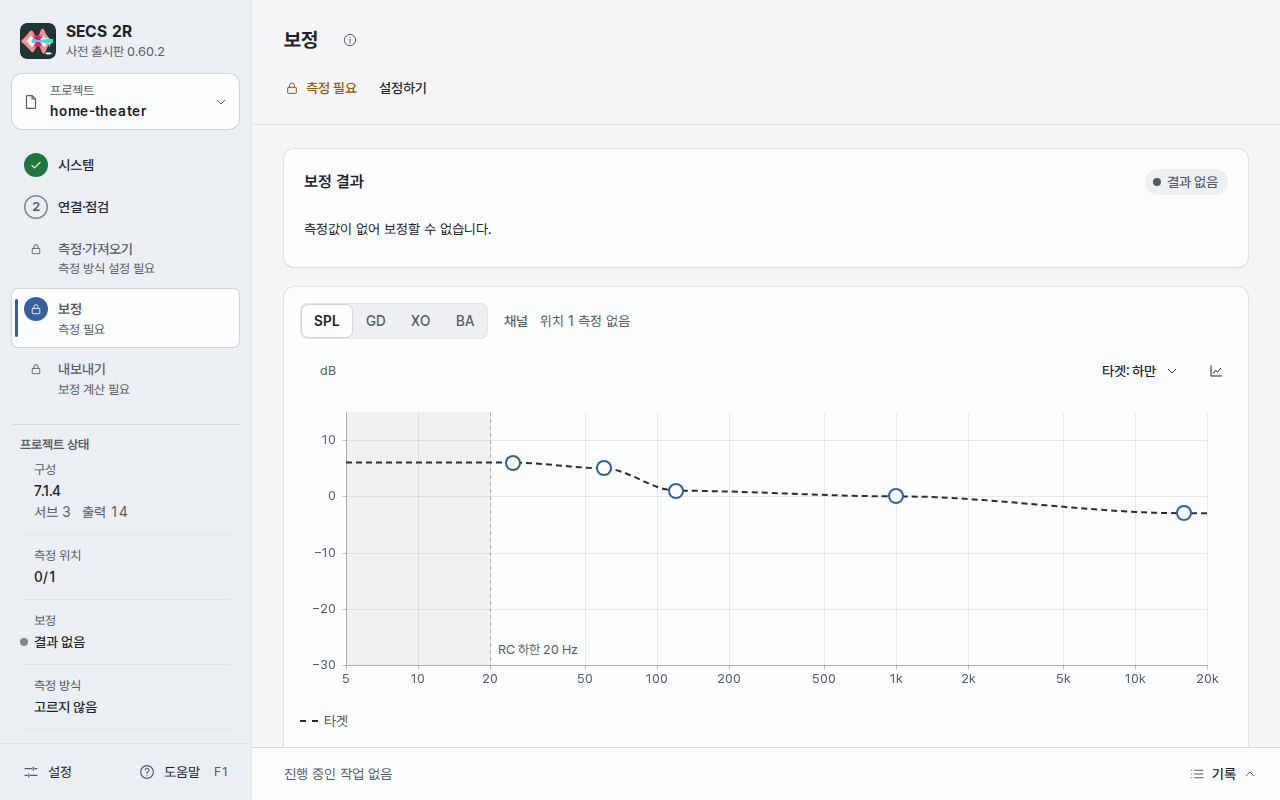 SECS 2R
사전 출시판 0.60.2
프로젝트
home-theater
시스템
2 연결·점검
측정·가져오기
측정 방식 설정 필요
보정
측정 필요
내보내기
보정 계산 필요
프로젝트 상태
구성
7.1.4
서브 3 출력 14
측정 위치
0/1
보정
결과 없음
측정 방식
고르지 않음
설정 도움말 F1
보정
측정 필요 설정하기
보정 결과 결과 없음
측정값이 없어 보정할 수 없습니다.
SPL GD XO BA 채널 위치 1 측정 없음
dB 타겟: 하만
10
0
−10
−20
−30
RC 하한 20 Hz
5 10 20 50 100 200 500 1k 2k 5k 10k 20k
타겟
진행 중인 작업 없음 기록